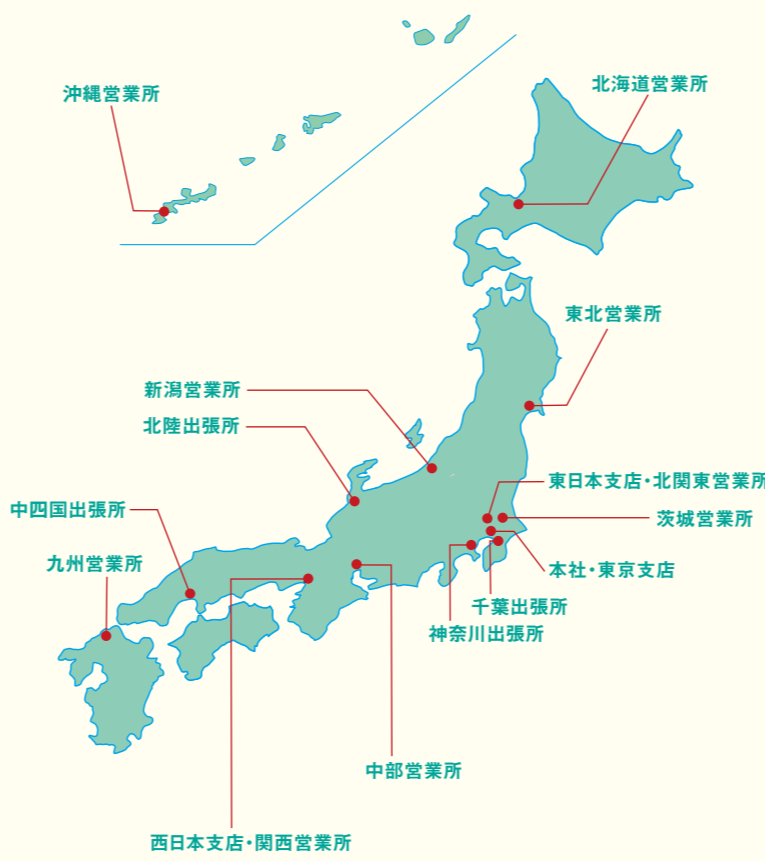 沖縄営業所
北海道営業所
東北営業所
新潟営業所
北陸出張所
東日本支店・北関東営業所
中四国出張所
茨城営業所
九州営業所
本社・東京支店
千葉出張所
神奈川出張所
中部営業所
西日本支店・関西営業所